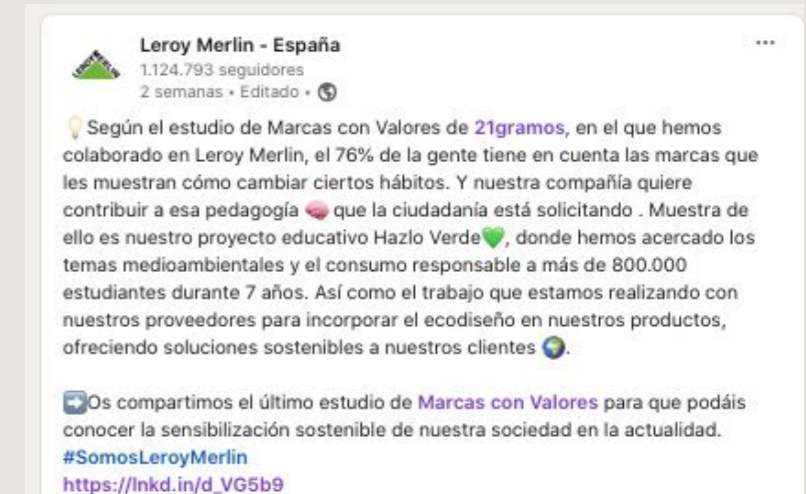 Leroy Merlin - España
LEROY MERLIN
1.124.793 seguidores
2 semanas • Editado •
💡Según el estudio de Marcas con Valores de 21gramos, en el que hemos
colaborado en Leroy Merlin, el 76% de la gente tiene en cuenta las marcas que
les muestran cómo cambiar ciertos hábitos. Y nuestra compañía quiere
contribuir a esa pedagogía 🧠 que la ciudadanía está solicitando . Muestra de
ello es nuestro proyecto educativo Hazlo Verde💚, donde hemos acercado los
temas medioambientales y el consumo responsable a más de 800.000
estudiantes durante 7 años. Así como el trabajo que estamos realizando con
nuestros proveedores para incorporar el ecodiseño en nuestros productos,
ofreciendo soluciones sostenibles a nuestros clientes 🌍.
➡️Os compartimos el último estudio de Marcas con Valores para que podáis
conocer la sensibilización sostenible de nuestra sociedad en la actualidad.
#SomosLeroyMerlin
https://lnkd.in/d_VG5b9